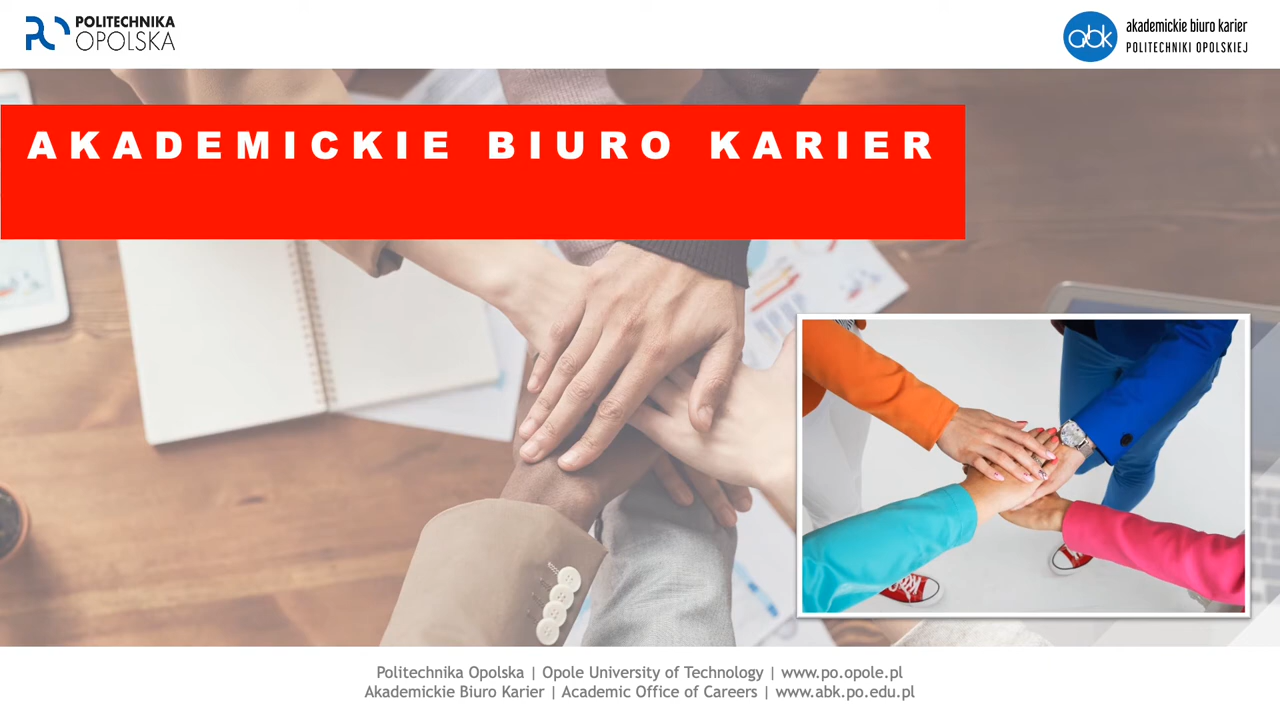 POLITECHNIKA
OPOLSKA
abk
akademickie biuro karier
POLITECHNIKI OPOLSKIEJ
AKADEMICKIE BIURO KARIER
Politechnika Opolska | Opole University of Technology | www.po.opole.pl
Akademickie Biuro Karier | Academic Office of Careers | www.abk.po.edu.pl